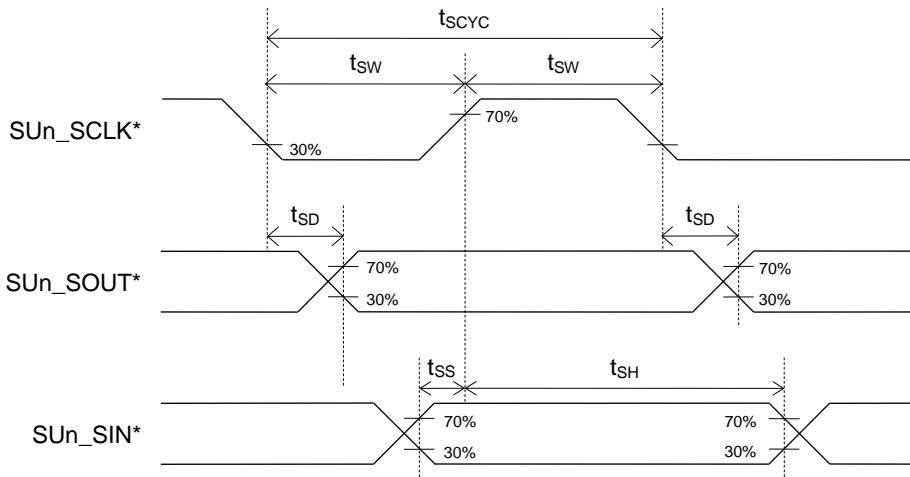 tSCYC
tSW tSW
SUn_SCLK*
70%
30%
tSD tSD
SUn_SOUT*
70% 70%
30% 30%
tSS tSH
SUn_SIN*
70% 70%
30% 30%